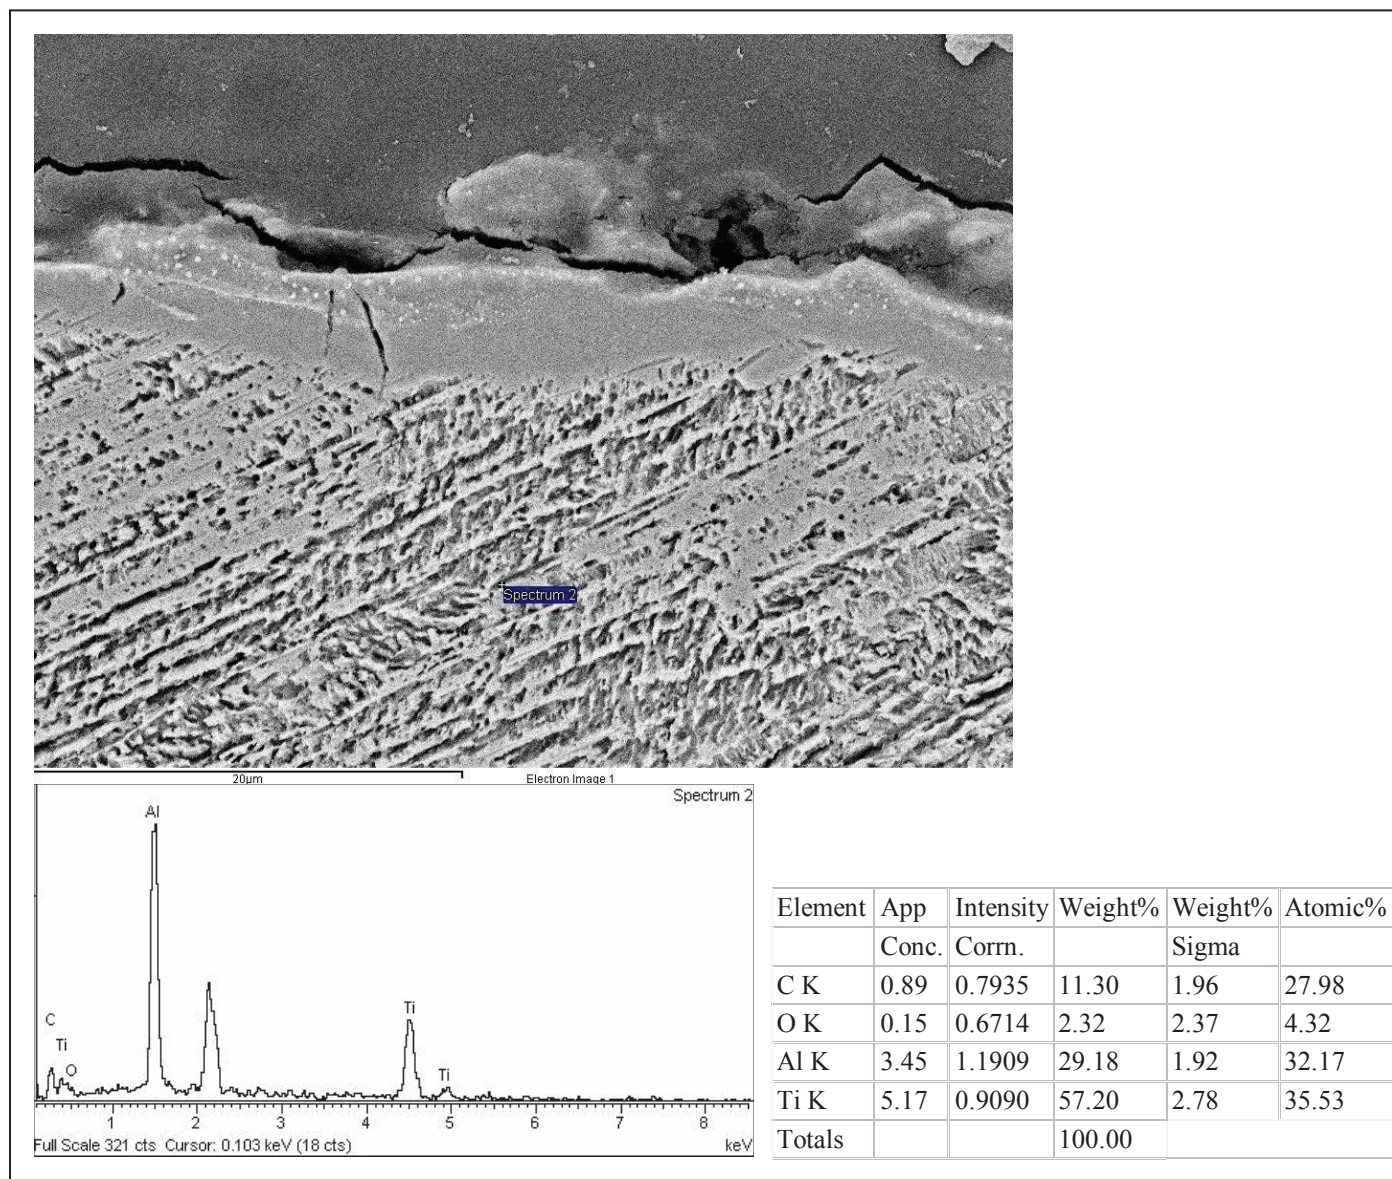 Spectrum 2
20µm
Electron Image 1
Spectrum 2
Al
C
Ti
O
Ti
Ti
1 2 3 4 5 6 7 8
Full Scale 321 cts Cursor: 0.103 keV (18 cts) keV
Element App Intensity Weight% Weight% Atomic%
Conc. Corrn. Sigma
C K 0.89 0.7935 11.30 1.96 27.98
O K 0.15 0.6714 2.32 2.37 4.32
Al K 3.45 1.1909 29.18 1.92 32.17
Ti K 5.17 0.9090 57.20 2.78 35.53
Totals 100.00